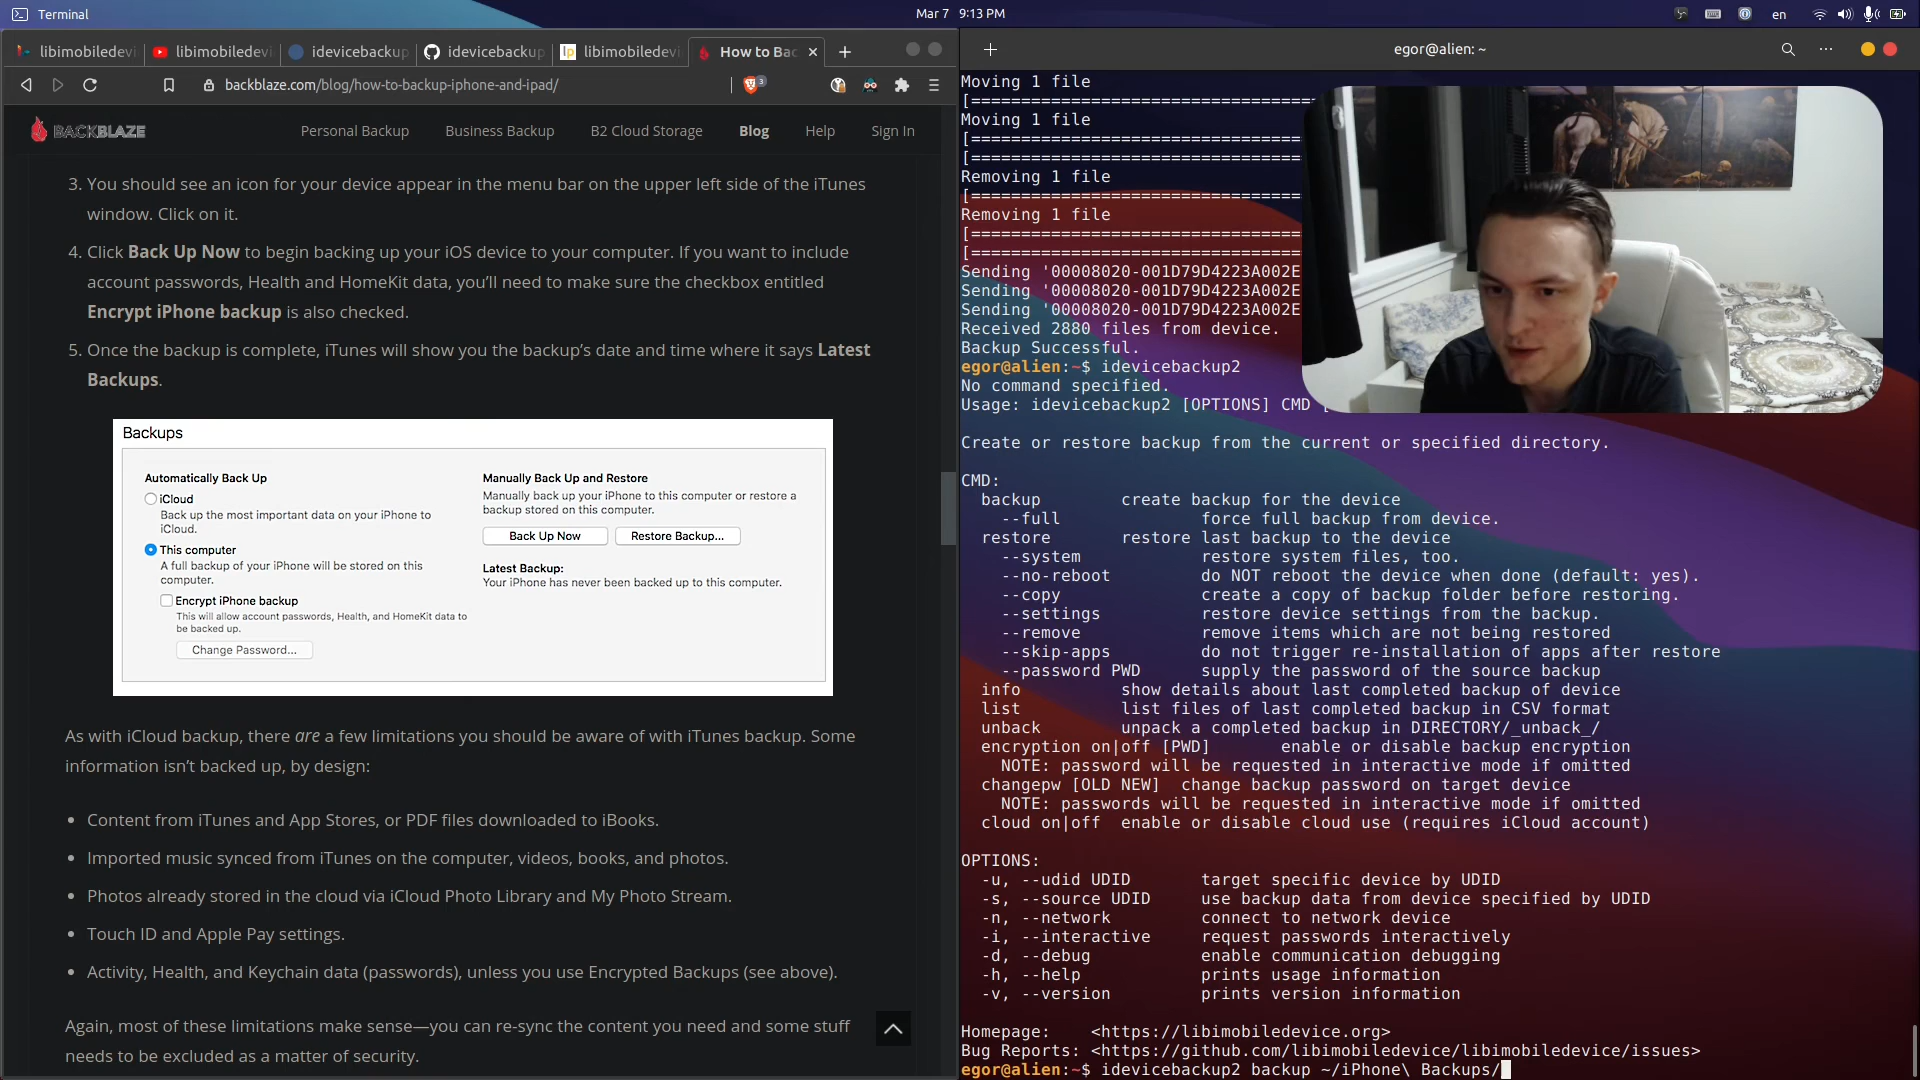 Terminal
Mar 7 9:13 PM
en
libimobiledevi
libimobiledevi
idevicebackup
idevicebackup
lp libimobiledevi
How to Bac
backblaze.com/blog/how-to-backup-iphone-and-ipad/
3
BACKBLAZE
Personal Backup
Business Backup
B2 Cloud Storage
Blog
Help
Sign In
3. You should see an icon for your device appear in the menu bar on the upper left side of the iTunes
window. Click on it.
4. Click Back Up Now to begin backing up your iOS device to your computer. If you want to include
account passwords, Health and HomeKit data, you’ll need to make sure the checkbox entitled
Encrypt iPhone backup is also checked.
5. Once the backup is complete, iTunes will show you the backup’s date and time where it says Latest
Backups.
Backups
Automatically Back Up
iCloud
Back up the most important data on your iPhone to
iCloud.
This computer
A full backup of your iPhone will be stored on this
computer.
Encrypt iPhone backup
This will allow account passwords, Health, and HomeKit data to
be backed up.
Change Password...
Manually Back Up and Restore
Manually back up your iPhone to this computer or restore a
backup stored on this computer.
Back Up Now
Restore Backup...
Latest Backup:
Your iPhone has never been backed up to this computer.
As with iCloud backup, there are a few limitations you should be aware of with iTunes backup. Some
information isn’t backed up, by design:
• Content from iTunes and App Stores, or PDF files downloaded to iBooks.
• Imported music synced from iTunes on the computer, videos, books, and photos.
• Photos already stored in the cloud via iCloud Photo Library and My Photo Stream.
• Touch ID and Apple Pay settings.
• Activity, Health, and Keychain data (passwords), unless you use Encrypted Backups (see above).
Again, most of these limitations make sense—you can re-sync the content you need and some stuff
needs to be excluded as a matter of security.
egor@alien: ~
Moving 1 file
[===================================
Moving 1 file
[===================================
[===================================
Removing 1 file
[===================================
Removing 1 file
[===================================
[===================================
Sending '00008020-001D79D4223A002E
Sending '00008020-001D79D4223A002E
Sending '00008020-001D79D4223A002E
Received 2880 files from device.
Backup Successful.
egor@alien:~$ idevicebackup2
No command specified.
Usage: idevicebackup2 [OPTIONS] CMD [
Create or restore backup from the current or specified directory.
CMD:
backup create backup for the device
--full force full backup from device.
restore restore last backup to the device
--system restore system files, too.
--no-reboot do NOT reboot the device when done (default: yes).
--copy create a copy of backup folder before restoring.
--settings restore device settings from the backup.
--remove remove items which are not being restored
--skip-apps do not trigger re-installation of apps after restore
--password PWD supply the password of the source backup
info show details about last completed backup of device
list list files of last completed backup in CSV format
unback unpack a completed backup in DIRECTORY/_unback_/
encryption on|off [PWD] enable or disable backup encryption
NOTE: password will be requested in interactive mode if omitted
changepw [OLD NEW] change backup password on target device
NOTE: passwords will be requested in interactive mode if omitted
cloud on|off enable or disable cloud use (requires iCloud account)
OPTIONS:
-u, --udid UDID target specific device by UDID
-s, --source UDID use backup data from device specified by UDID
-n, --network connect to network device
-i, --interactive request passwords interactively
-d, --debug enable communication debugging
-h, --help prints usage information
-v, --version prints version information
Homepage: <https://libimobiledevice.org>
Bug Reports: <https://github.com/libimobiledevice/libimobiledevice/issues>
egor@alien:~$ idevicebackup2 backup ~/iPhone\ Backups/